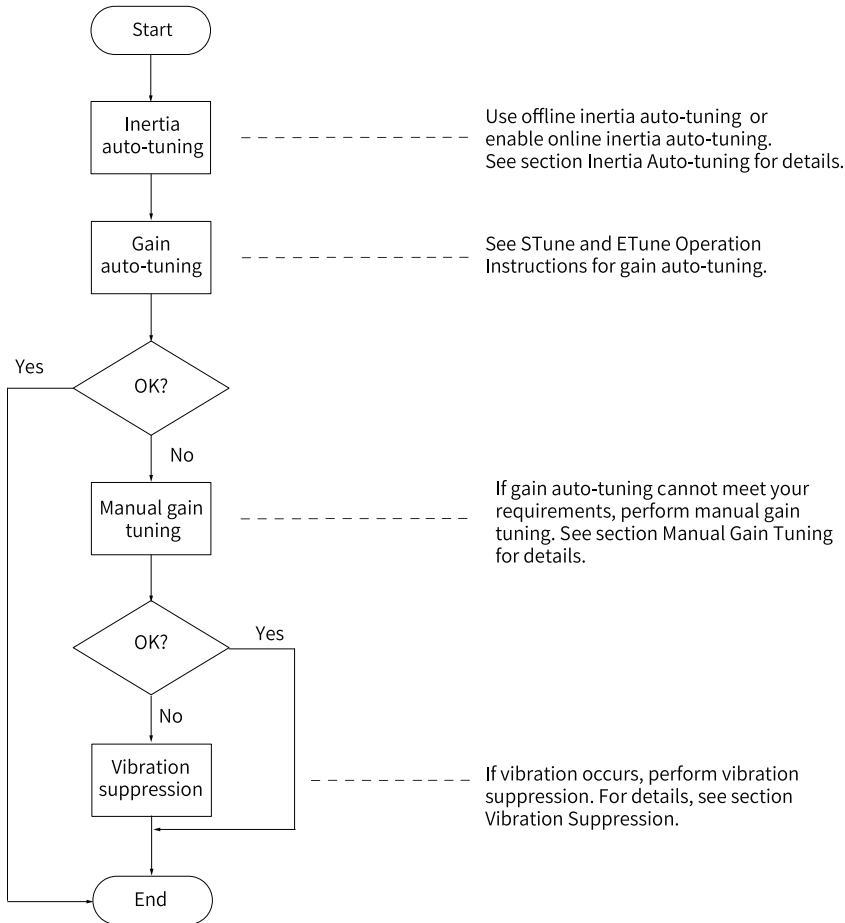 Start
Inertia
auto-tuning
Use offline inertia auto-tuning or
enable online inertia auto-tuning.
See section Inertia Auto-tuning for details.
Gain
auto-tuning
See STune and ETune Operation
Instructions for gain auto-tuning.
Yes
OK?
No
Manual gain
tuning
If gain auto-tuning cannot meet your
requirements, perform manual gain
tuning. See section Manual Gain Tuning
for details.
OK?
Yes
No
Vibration
suppression
If vibration occurs, perform vibration
suppression. For details, see section
Vibration Suppression.
End